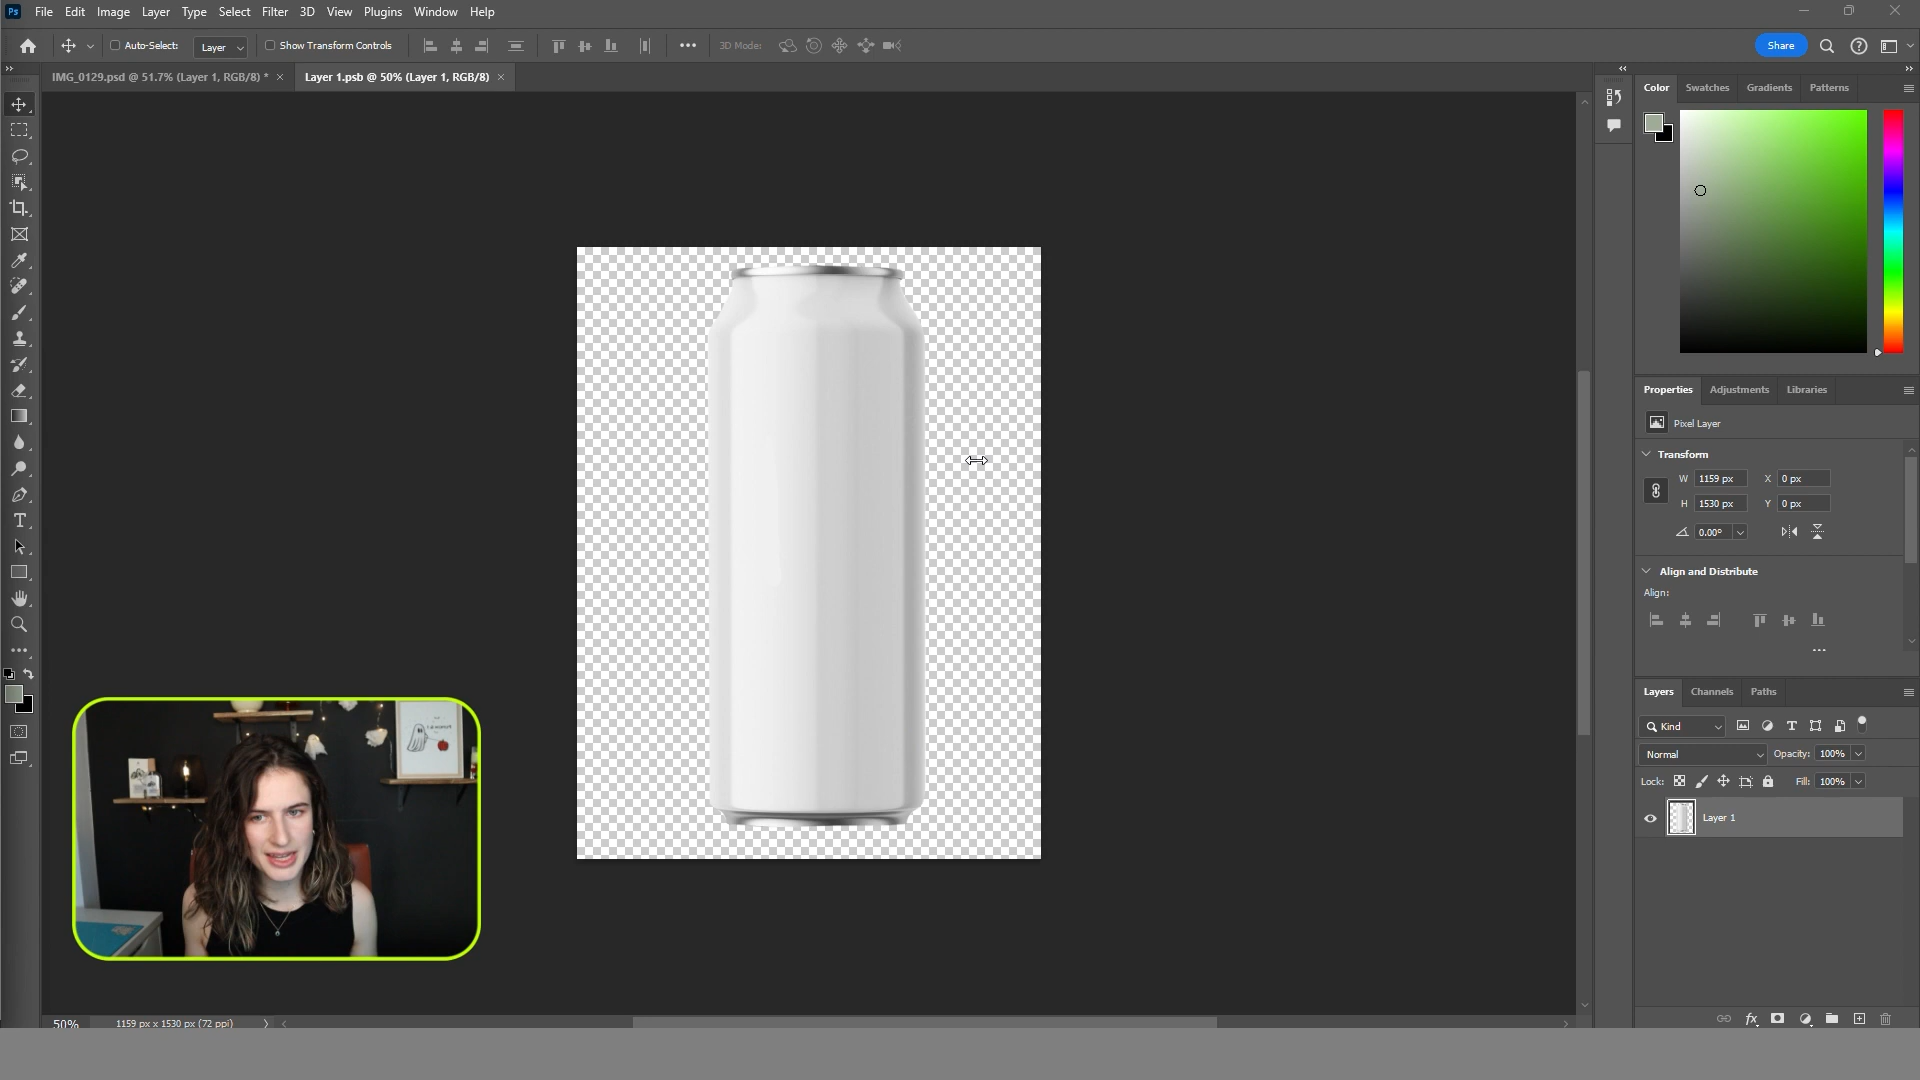 Ps File Edit Image Layer Type Select Filter 3D View Plugins Window Help
Auto-Select: Layer Show Transform Controls 3D Mode: Share
IMG_0129.psd @ 51.7% (Layer 1, RGB/8) * × Layer 1.psb @ 50% (Layer 1, RGB/8) ×
Color Swatches Gradients Patterns
Properties Adjustments Libraries
Pixel Layer
Transform
W 1159 px X 0 px
H 1530 px Y 0 px
0.00°
Align and Distribute
Align:
Layers Channels Paths
Kind
Normal Opacity: 100%
Lock: Fill: 100%
Layer 1
fx
50% 1159 px x 1530 px (72 ppi)